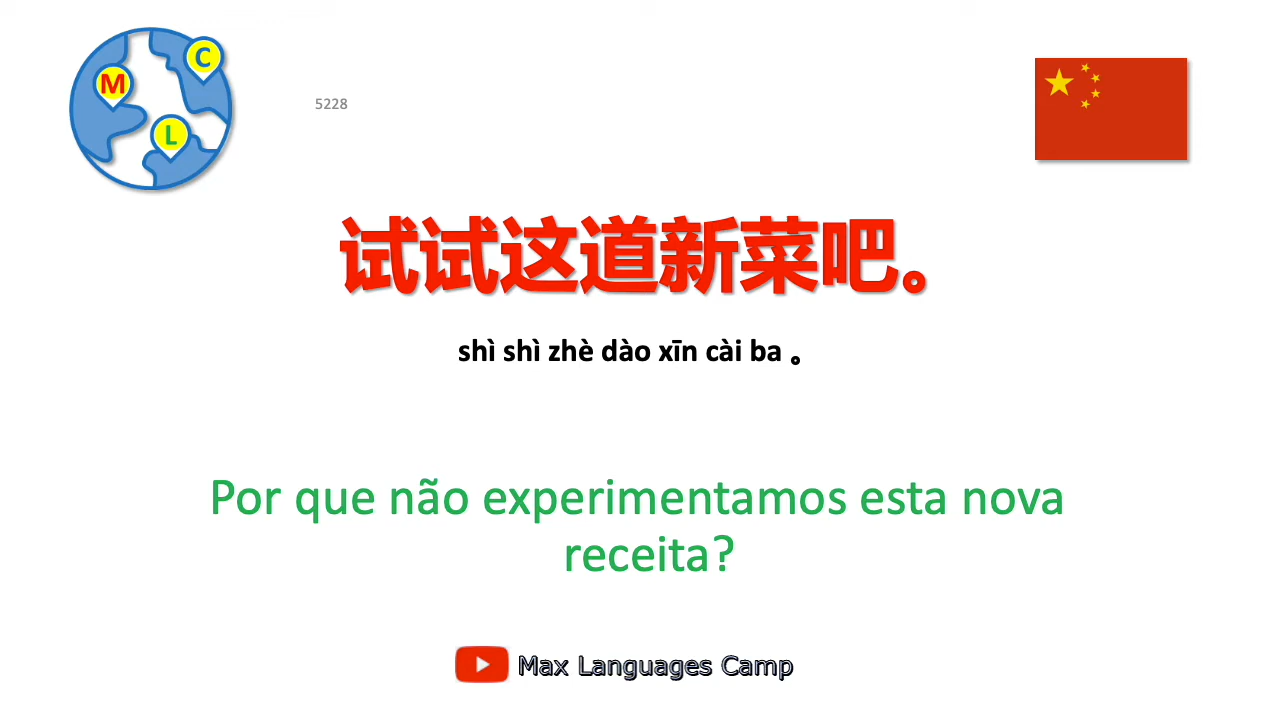 C
M
5228
L
试试这道新菜吧。
shì shì zhè dào xīn cài ba 。
Por que não experimentamos esta nova
receita?
Max Languages Camp